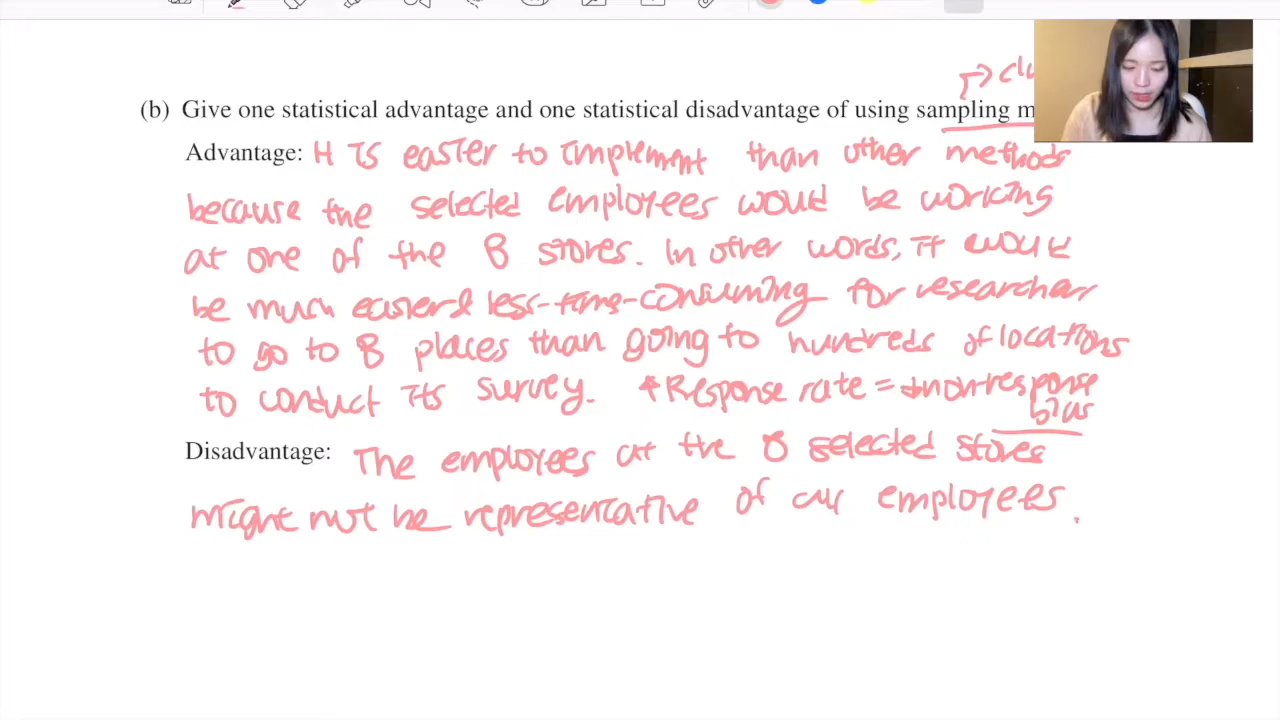 → clu
(b) Give one statistical advantage and one statistical disadvantage of using sampling m
Advantage: It is easier to implement than other methods
because the selected employees would be working
at one of the 8 stores. In other words, it would
be much easier & less-time-consuming for researchers
to go to 8 places than going to hundreds of locations
to conduct its survey. *Response rate = ↓nonresponse
bias
Disadvantage: The employees at the 8 selected stores
might not be representative of all employees.